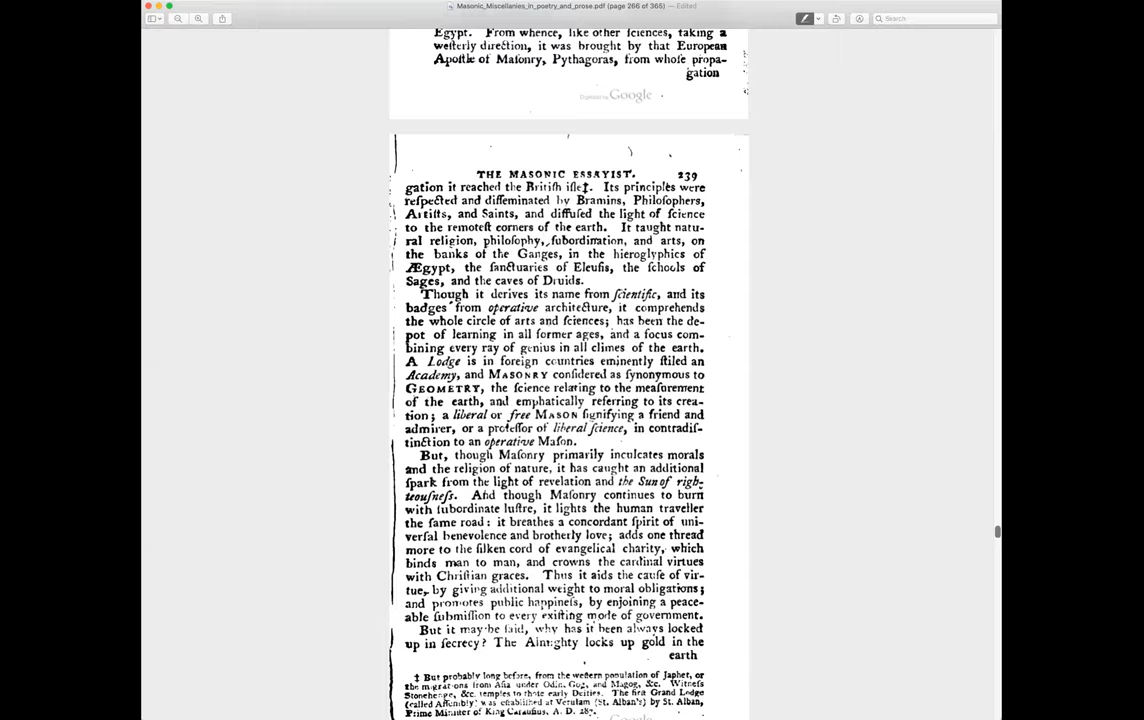 Masonic_Miscellanies_in_poetry_and_prose.pdf (page 266 of 365) — Edited
Search
Egypt. From whence, like other ſciences, taking a
weſterly direction, it was brought by that European
Apoſtle of Maſonry, Pythagoras, from whoſe propa-
gation
Digitized by Google
THE MASONIC ESSAYIST. 239
gation it reached the Britiſh iſle‡. Its principles were
reſpected and diſſeminated by Bramins, Philoſophers,
Artiſts, and Saints, and diffuſed the light of ſcience
to the remoteſt corners of the earth. It taught natu-
ral religion, philoſophy, ſubordination, and arts, on
the banks of the Ganges, in the hieroglyphics of
Ægypt, the ſanctuaries of Eleuſis, the ſchools of
Sages, and the caves of Druids.
Though it derives its name from ſcientific, and its
badges from operative architecture, it comprehends
the whole circle of arts and ſciences; has been the de-
pot of learning in all former ages, and a focus com-
bining every ray of genius in all climes of the earth.
A Lodge is in foreign countries eminently ſtiled an
Academy, and MASONRY conſidered as ſynonymous to
GEOMETRY, the ſcience relating to the meaſurement
of the earth, and emphatically referring to its crea-
tion; a liberal or free MASON ſignifying a friend and
admirer, or a profeſſor of liberal ſcience, in contradiſ-
tinction to an operative Maſon.
But, though Maſonry primarily inculcates morals
and the religion of nature, it has caught an additional
ſpark from the light of revelation and the Sun of righ-
teouſneſs. And though Maſonry continues to burn
with ſubordinate luſtre, it lights the human traveller
the ſame road: it breathes a concordant ſpirit of uni-
verſal benevolence and brotherly love; adds one thread
more to the ſilken cord of evangelical charity, which
binds man to man, and crowns the cardinal virtues
with Chriſtian graces. Thus it aids the cauſe of vir-
tue, by giving additional weight to moral obligations;
and promotes public happineſs, by enjoining a peace-
able ſubmiſſion to every exiſting mode of government.
But it may be ſaid, why has it been always locked
up in ſecrecy? The Almighty locks up gold in the
earth
‡ But probably long before, from the weſtern population of Japhet, or
the migrations from Aſia under Odin, Gog, and Magog, &c. Witneſs
Stonehenge, &c. temples to thoſe early Deities. The firſt Grand Lodge
(called Aſſembly) was eſtabliſhed at Verulam (St. Alban's) by St. Alban,
Prime Miniſter of King Carauſius, A. D. 287.
Google